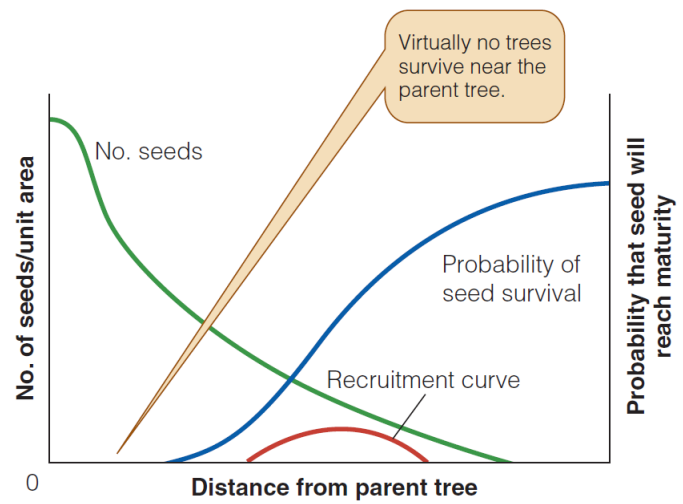 Virtually no trees
survive near the
parent tree.
No. seeds
No. of seeds/unit area
Probability that seed will
reach maturity
Probability of
seed survival
Recruitment curve
0
Distance from parent tree